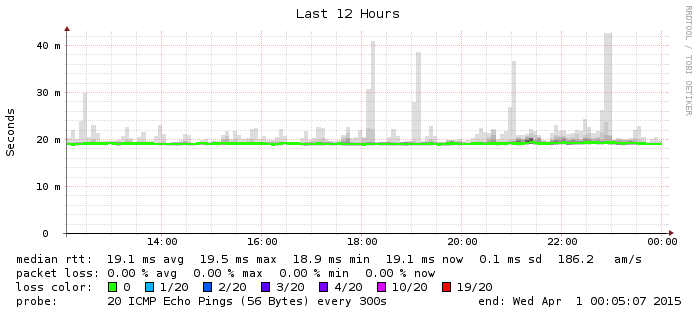 Last 12 Hours
RRDTOOL / TOBI OETIKER
Seconds
40 m
30 m
20 m
10 m
0
14:00 16:00 18:00 20:00 22:00 00:00
median rtt: 19.1 ms avg 19.5 ms max 18.9 ms min 19.1 ms now 0.1 ms sd 186.2 am/s
packet loss: 0.00 % avg 0.00 % max 0.00 % min 0.00 % now
loss color: 0 1/20 2/20 3/20 4/20 10/20 19/20
probe: 20 ICMP Echo Pings (56 Bytes) every 300s end: Wed Apr 1 00:05:07 2015